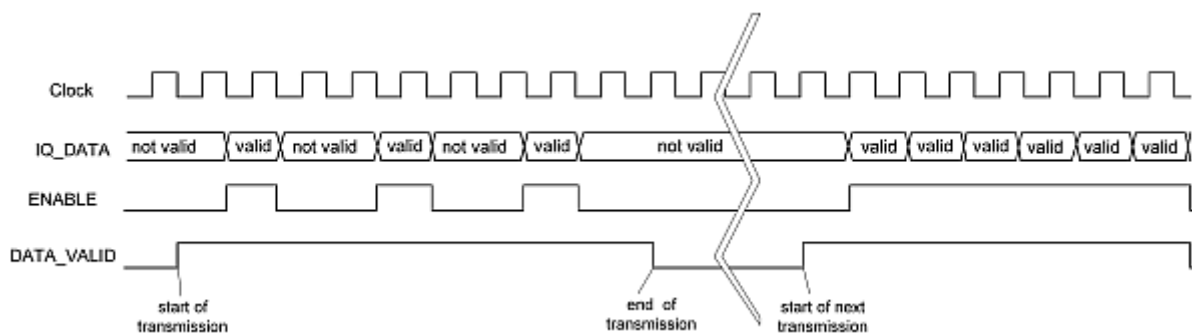 Clock
IQ_DATA not valid valid not valid valid not valid valid not valid valid valid valid valid valid valid
ENABLE
DATA_VALID
start of
transmission
end of
transmission
start of next
transmission